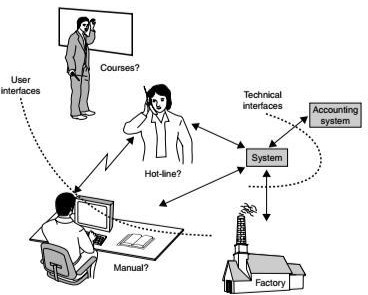 Courses?
User
interfaces
Technical
interfaces
Accounting
system
System
Hot-line?
Manual?
Factory